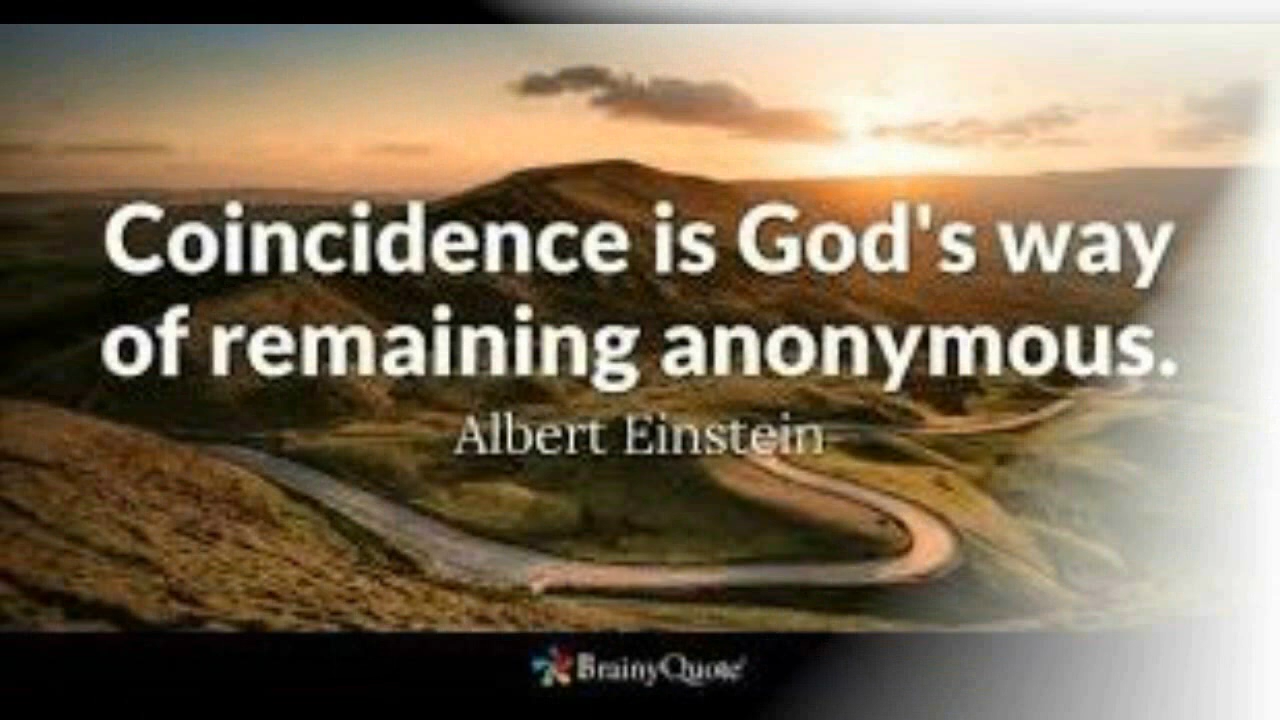 Coincidence is God's way
of remaining anonymous.
Albert Einstein
BrainyQuote